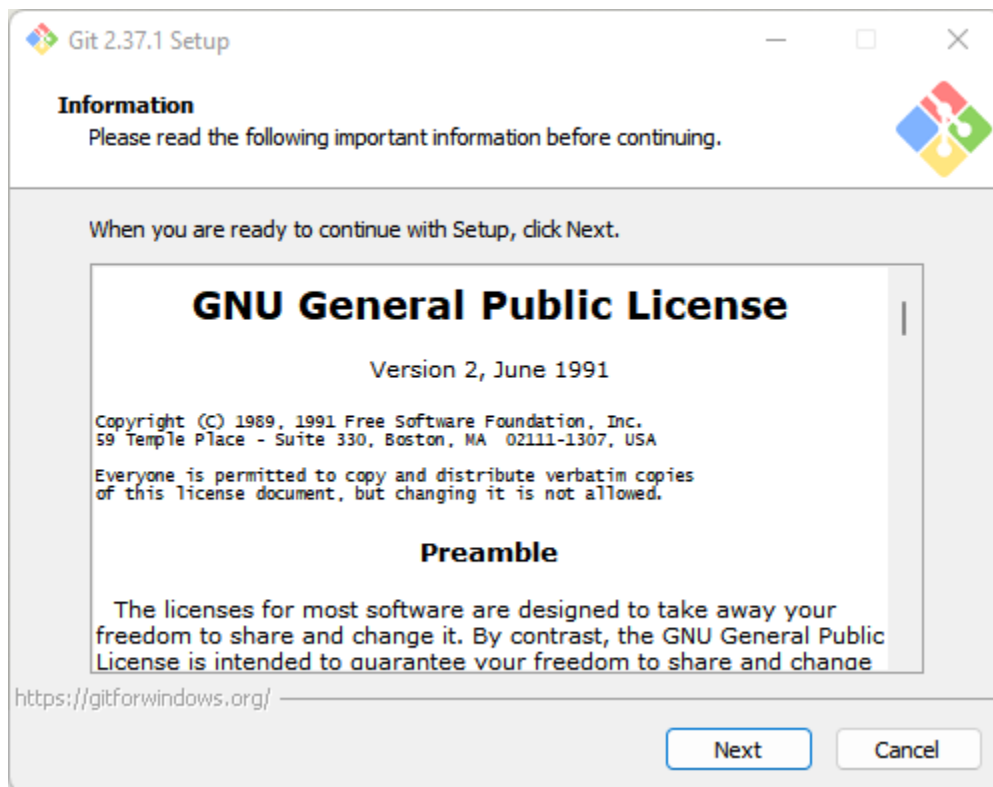 Git 2.37.1 Setup
Information
Please read the following important information before continuing.
When you are ready to continue with Setup, click Next.
GNU General Public License
Version 2, June 1991
Copyright (C) 1989, 1991 Free Software Foundation, Inc.
59 Temple Place - Suite 330, Boston, MA  02111-1307, USA
Everyone is permitted to copy and distribute verbatim copies
of this license document, but changing it is not allowed.
Preamble
The licenses for most software are designed to take away your
freedom to share and change it. By contrast, the GNU General Public
License is intended to guarantee your freedom to share and change
https://gitforwindows.org/
Next
Cancel